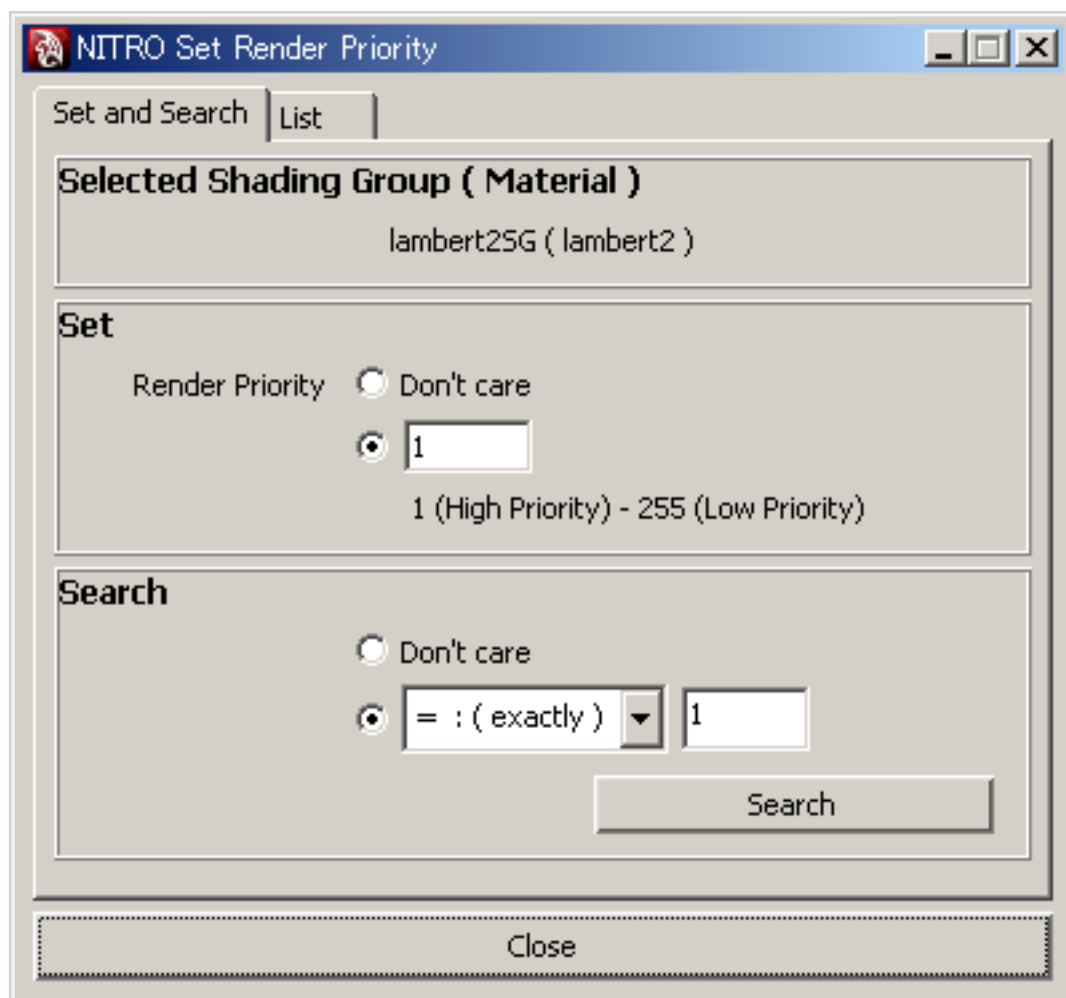 NITRO Set Render Priority
Set and Search
List
Selected Shading Group ( Material )
lambert2SG ( lambert2 )
Set
Render Priority
Don't care
1
1 (High Priority) - 255 (Low Priority)
Search
Don't care
= : ( exactly )
1
Search
Close